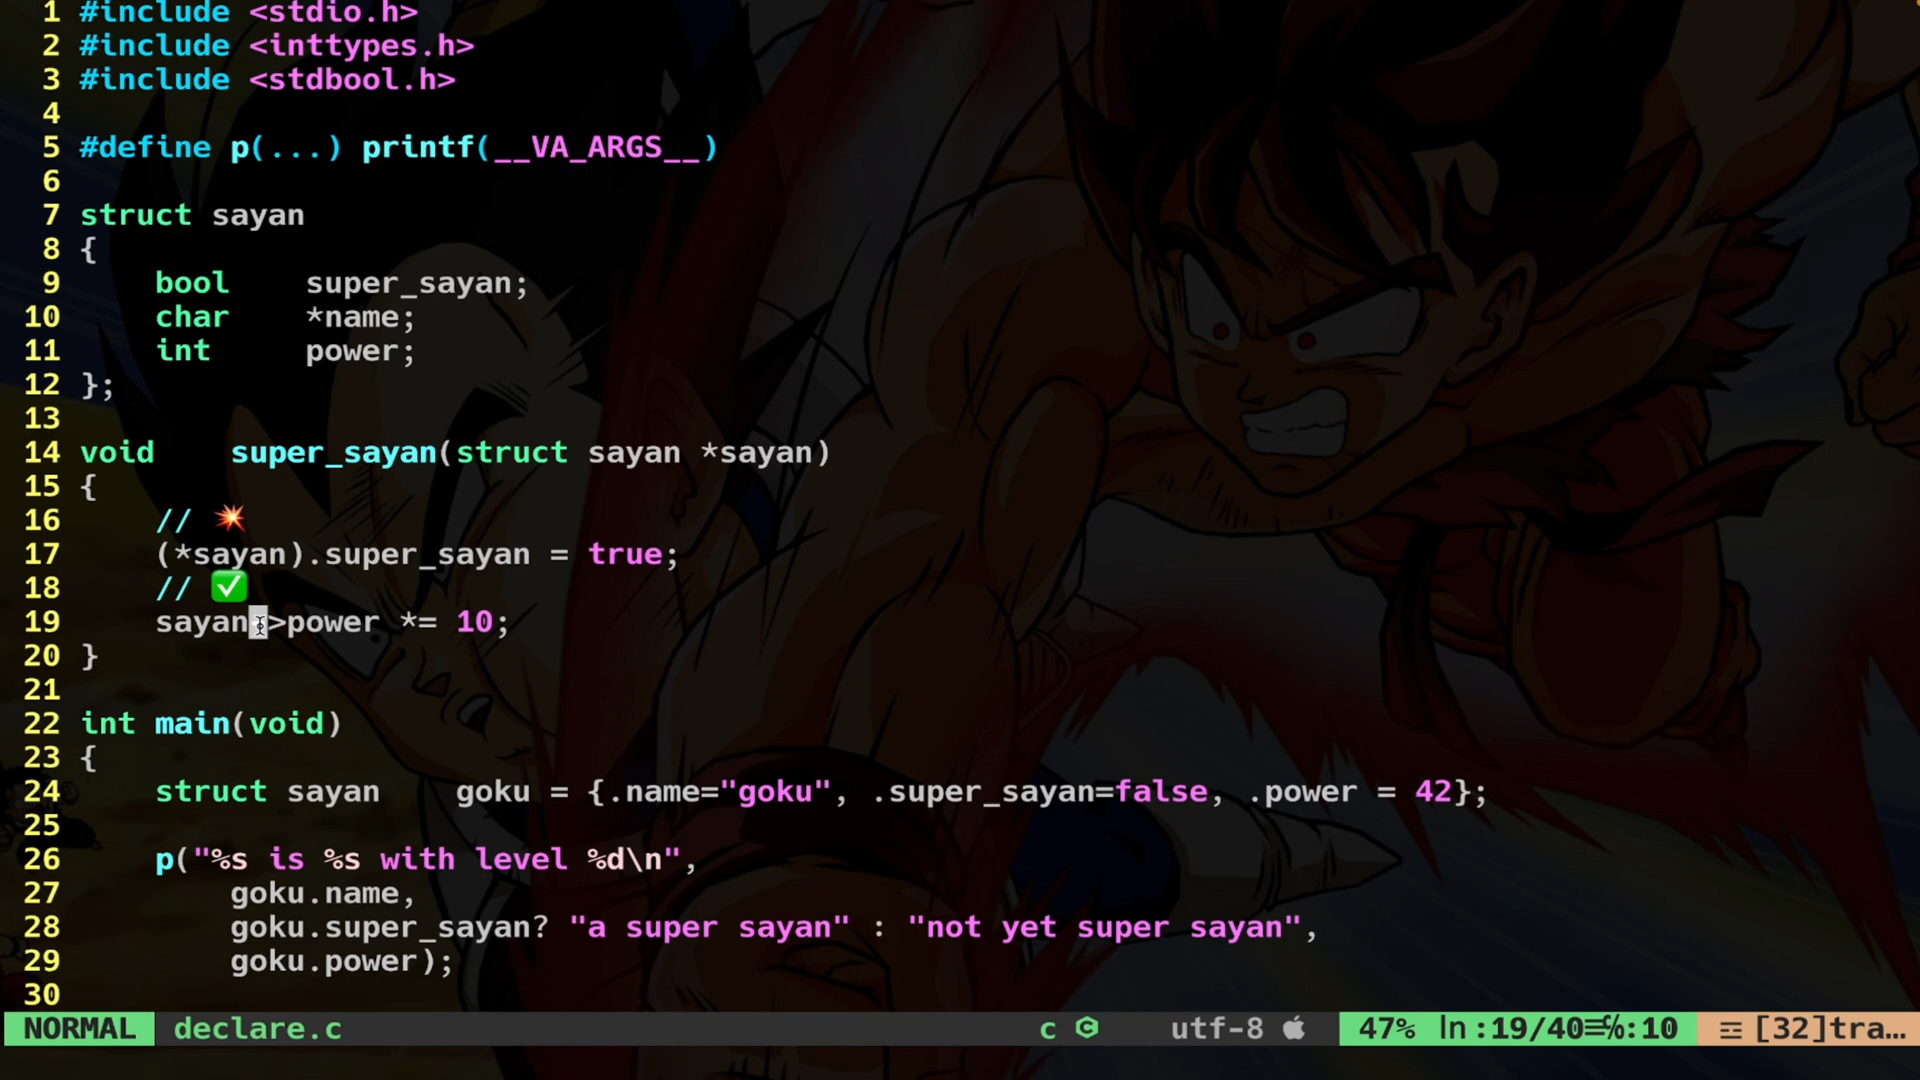 1 #include <stdio.h>
2 #include <inttypes.h>
3 #include <stdbool.h>
4
5 #define p(...) printf(__VA_ARGS__)
6
7 struct sayan
8 {
9     bool    super_sayan;
10     char    *name;
11     int     power;
12 };
13
14 void    super_sayan(struct sayan *sayan)
15 {
16     // 💥
17     (*sayan).super_sayan = true;
18     // ✅
19     sayan->power *= 10;
20 }
21
22 int main(void)
23 {
24     struct sayan    goku = {.name="goku", .super_sayan=false, .power = 42};
25
26     p("%s is %s with level %d\n",
27         goku.name,
28         goku.super_sayan? "a super sayan" : "not yet super sayan",
29         goku.power);
30
NORMAL declare.c c utf-8 47% ln :19/40≡℅:10 ☲ [32]tra…